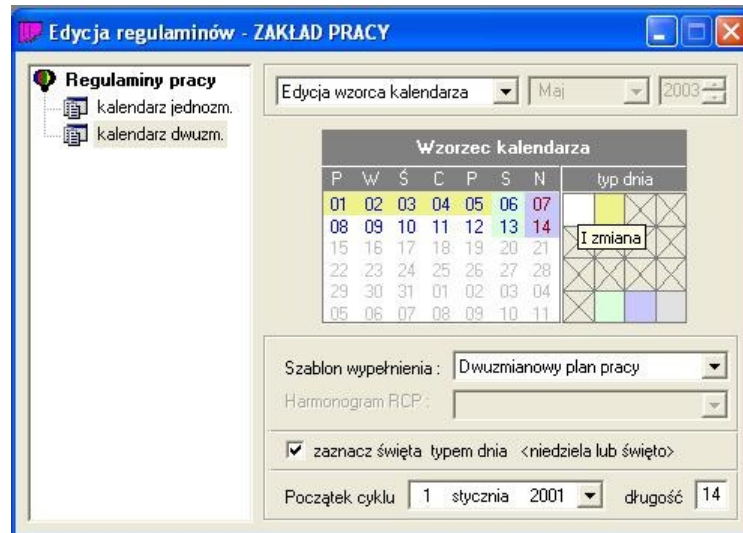 Edycja regulaminów - ZAKŁAD PRACY
Regulaminy pracy
kalendarz jednozm.
kalendarz dwuzm.
Edycja wzorca kalendarza Maj 2003
Wzorzec kalendarza
P W Ś C P S N typ dnia
01 02 03 04 05 06 07
08 09 10 11 12 13 14
I zmiana
15 16 17 18 19 20 21
22 23 24 25 26 27 28
29 30 31 01 02 03 04
05 06 07 08 09 10 11
Szablon wypełnienia : Dwuzmianowy plan pracy
Harmonogram RCP :
zaznacz święta typem dnia <niedziela lub święto>
Początek cyklu 1 stycznia 2001 długość 14